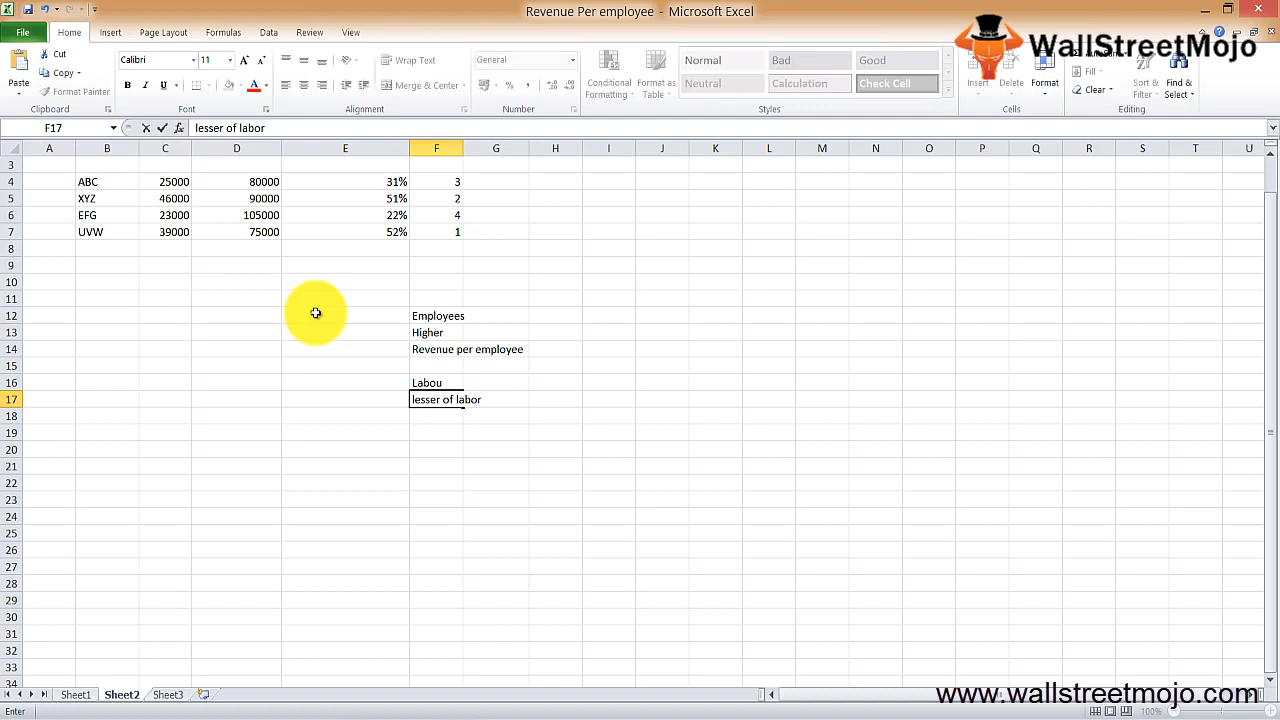 Revenue Per employee - Microsoft Excel
WallStreetMojo
File Home Insert Page Layout Formulas Data Review View
Paste Cut Copy Format Painter Clipboard
Calibri 11 B I U Font
Wrap Text Merge & Center Alignment
General % , Number
Conditional Formatting Format as Table
Normal Bad Good
Neutral Calculation Check Cell
Styles
Insert Delete Format Cells
Fill Clear Sort & Filter Find & Select Editing
F17 fx lesser of labor
A B C D E F G H I J K L M N O P Q R S T U
3
4 ABC 25000 80000 31% 3
5 XYZ 46000 90000 51% 2
6 EFG 23000 105000 22% 4
7 UVW 39000 75000 52% 1
8
9
10
11
12 Employees
13 Higher
14 Revenue per employee
15
16 Labou
17 lesser of labor
18
19
20
21
22
23
24
25
26
27
28
29
30
31
32
33
Sheet1 Sheet2 Sheet3
www.wallstreetmojo.com
Enter 100%